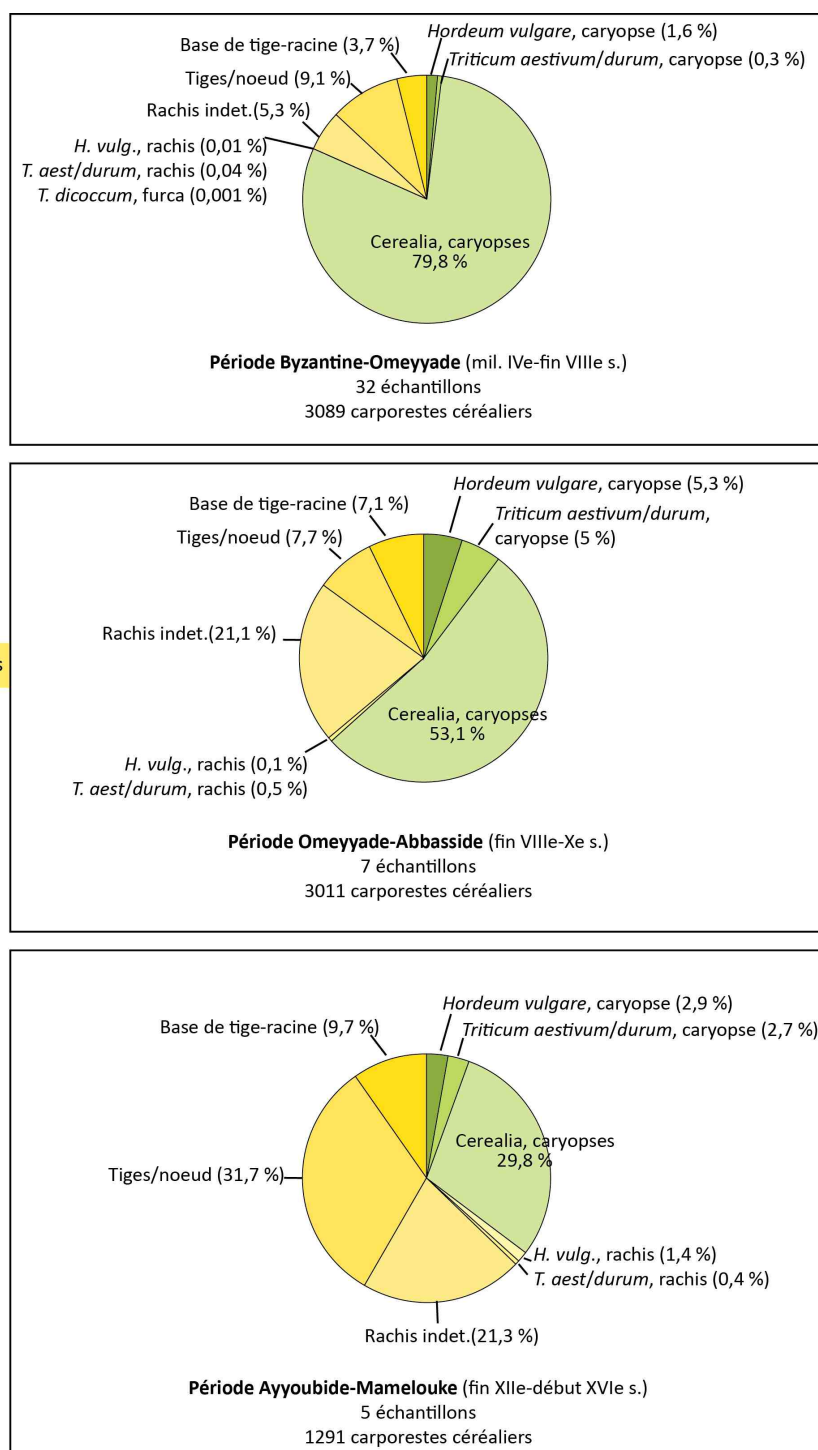 Hordeum vulgare, caryopse (1,6 %)
Base de tige-racine (3,7 %)
Triticum aestivum/durum, caryopse (0,3 %)
Tiges/noeud (9,1 %)
Rachis indet.(5,3 %)
H. vulg., rachis (0,01 %)
T. aest/durum, rachis (0,04 %)
T. dicoccum, furca (0,001 %)
Cerealia, caryopses
79,8 %
Période Byzantine-Omeyyade (mil. IVe-fin VIIIe s.)
32 échantillons
3089 carporestes céréaliers
Hordeum vulgare, caryopse (5,3 %)
Base de tige-racine (7,1 %)
Triticum aestivum/durum,
caryopse (5 %)
Tiges/noeud (7,7 %)
Rachis indet.(21,1 %)
s
Cerealia, caryopses
53,1 %
H. vulg., rachis (0,1 %)
T. aest/durum, rachis (0,5 %)
Période Omeyyade-Abbasside (fin VIIIe-Xe s.)
7 échantillons
3011 carporestes céréaliers
Hordeum vulgare, caryopse (2,9 %)
Base de tige-racine (9,7 %)
Triticum aestivum/durum, caryopse (2,7 %)
Cerealia, caryopses
29,8 %
Tiges/noeud (31,7 %)
H. vulg., rachis (1,4 %)
T. aest/durum, rachis (0,4 %)
Rachis indet.(21,3 %)
Période Ayyoubide-Mamelouke (fin XIIe-début XVIe s.)
5 échantillons
1291 carporestes céréaliers